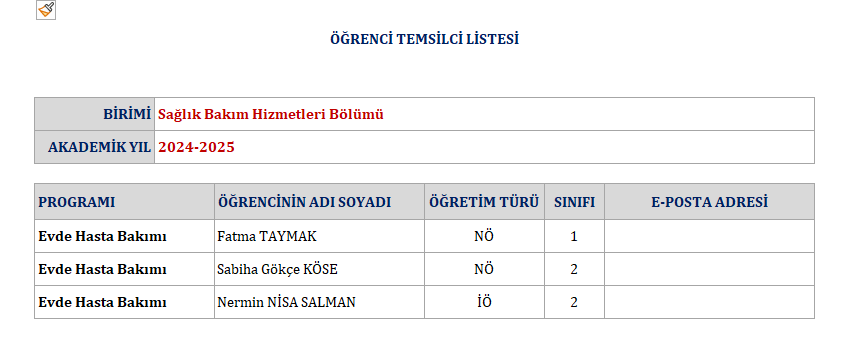 ÖĞRENCİ TEMSİLCİ LİSTESİ
BİRİMİ Sağlık Bakım Hizmetleri Bölümü
AKADEMİK YIL 2024-2025
PROGRAMI ÖĞRENCİNİN ADI SOYADI ÖĞRETİM TÜRÜ SINIFI E-POSTA ADRESİ
Evde Hasta Bakımı Fatma TAYMAK NÖ 1
Evde Hasta Bakımı Sabiha Gökçe KÖSE NÖ 2
Evde Hasta Bakımı Nermin NİSA SALMAN İÖ 2